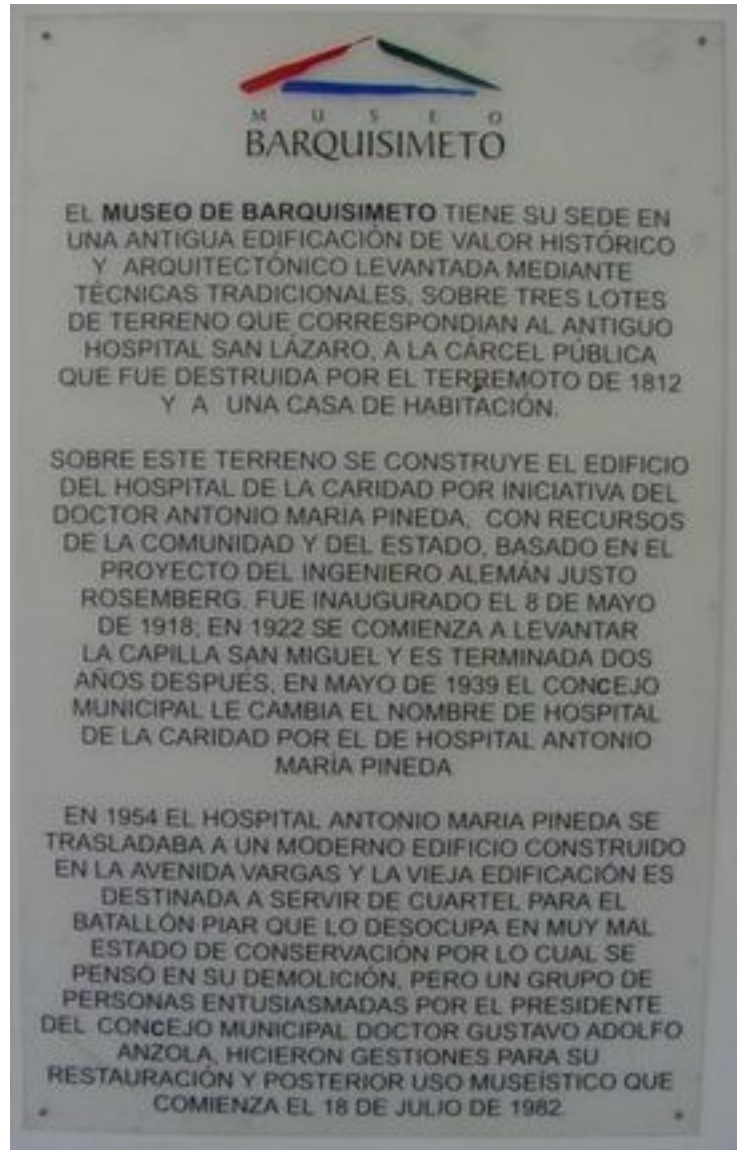 MUSEO
BARQUISIMETO
EL MUSEO DE BARQUISIMETO TIENE SU SEDE EN
UNA ANTIGUA EDIFICACIÓN DE VALOR HISTÓRICO
Y ARQUITECTÓNICO LEVANTADA MEDIANTE
TÉCNICAS TRADICIONALES, SOBRE TRES LOTES
DE TERRENO QUE CORRESPONDIAN AL ANTIGUO
HOSPITAL SAN LÁZARO, A LA CÁRCEL PÚBLICA
QUE FUE DESTRUIDA POR EL TERREMOTO DE 1812
Y A UNA CASA DE HABITACIÓN.
SOBRE ESTE TERRENO SE CONSTRUYE EL EDIFICIO
DEL HOSPITAL DE LA CARIDAD POR INICIATIVA DEL
DOCTOR ANTONIO MARIA PINEDA, CON RECURSOS
DE LA COMUNIDAD Y DEL ESTADO, BASADO EN EL
PROYECTO DEL INGENIERO ALEMÁN JUSTO
ROSEMBERG. FUE INAUGURADO EL 8 DE MAYO
DE 1918; EN 1922 SE COMIENZA A LEVANTAR
LA CAPILLA SAN MIGUEL Y ES TERMINADA DOS
AÑOS DESPUÉS, EN MAYO DE 1939 EL CONCEJO
MUNICIPAL LE CAMBIA EL NOMBRE DE HOSPITAL
DE LA CARIDAD POR EL DE HOSPITAL ANTONIO
MARÍA PINEDA
EN 1954 EL HOSPITAL ANTONIO MARIA PINEDA SE
TRASLADABA A UN MODERNO EDIFICIO CONSTRUIDO
EN LA AVENIDA VARGAS Y LA VIEJA EDIFICACIÓN ES
DESTINADA A SERVIR DE CUARTEL PARA EL
BATALLÓN PIAR QUE LO DESOCUPA EN MUY MAL
ESTADO DE CONSERVACIÓN POR LO CUAL SE
PENSÓ EN SU DEMOLICIÓN, PERO UN GRUPO DE
PERSONAS ENTUSIASMADAS POR EL PRESIDENTE
DEL CONCEJO MUNICIPAL DOCTOR GUSTAVO ADOLFO
ANZOLA, HICIERON GESTIONES PARA SU
RESTAURACIÓN Y POSTERIOR USO MUSEÍSTICO QUE
COMIENZA EL 18 DE JULIO DE 1982